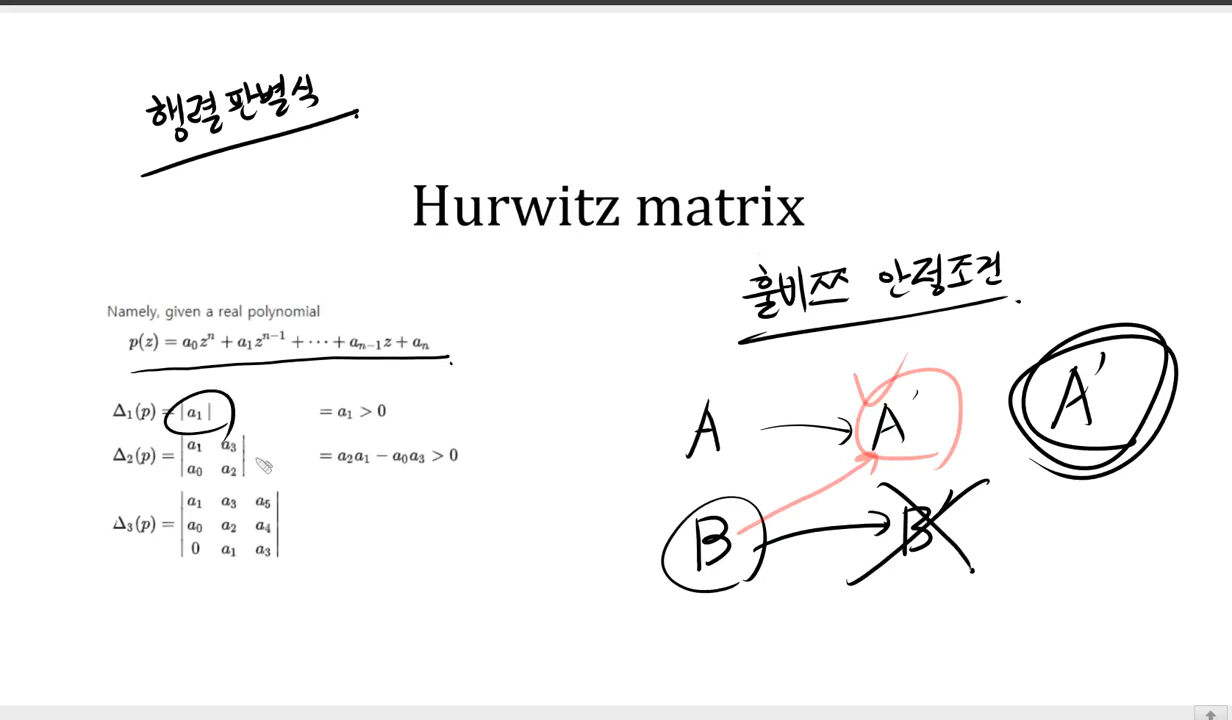 행렬 판별식
Hurwitz matrix
훌비쯔 안정조건
Namely, given a real polynomial
p(z) = a₀zⁿ + a₁zⁿ⁻¹ + ⋯ + aₙ₋₁z + aₙ
Δ₁(p) = |a₁| = a₁ > 0
Δ₂(p) = |a₁ a₃| = a₂a₁ − a₀a₃ > 0
|a₀ a₂|
Δ₃(p) = |a₁ a₃ a₅|
|a₀ a₂ a₄|
|0 a₁ a₃|
A → A′
A′
B → B